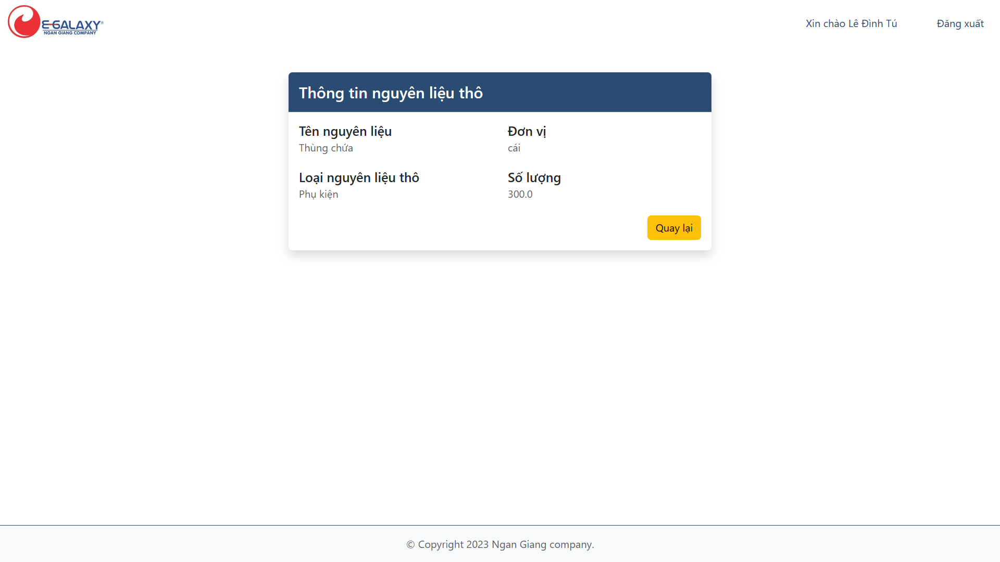 E-GALAXY®
NGAN GIANG COMPANY
Xin chào Lê Đình Tú
Đăng xuất
Thông tin nguyên liệu thô
Tên nguyên liệu
Thùng chứa
Đơn vị
cái
Loại nguyên liệu thô
Phụ kiện
Số lượng
300.0
Quay lại
© Copyright 2023 Ngan Giang company.